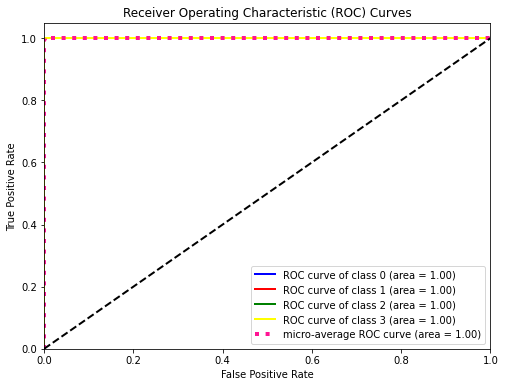 Receiver Operating Characteristic (ROC) Curves
True Positive Rate
1.0
0.8
0.6
0.4
0.2
0.0
ROC curve of class 0 (area = 1.00)
ROC curve of class 1 (area = 1.00)
ROC curve of class 2 (area = 1.00)
ROC curve of class 3 (area = 1.00)
micro-average ROC curve (area = 1.00)
0.0 0.2 0.4 0.6 0.8 1.0
False Positive Rate